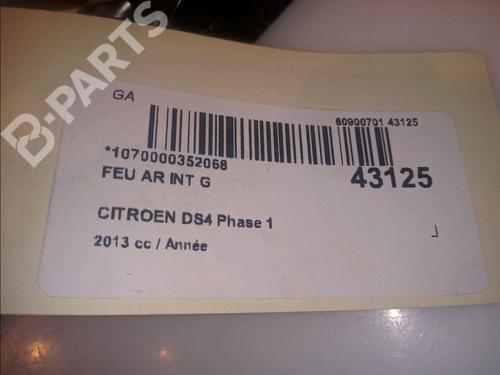 B-PARTS
GA
60900701 43125
*1070000352068
FEU AR INT G
43125
CITROEN DS4 Phase 1
2013 cc / Année